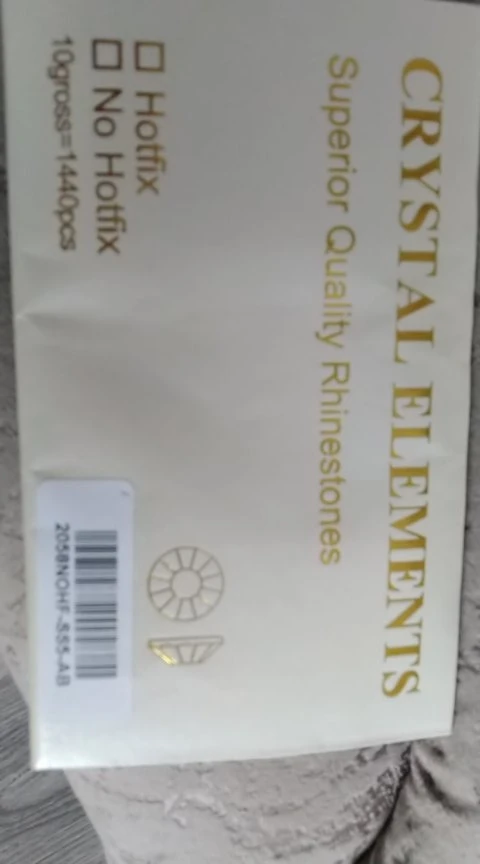 CRYSTAL ELEMENTS
Superior Quality Rhinestones
Hotfix
No Hotfix
10gross=1440pcs
2058NOHF-SS5-AB